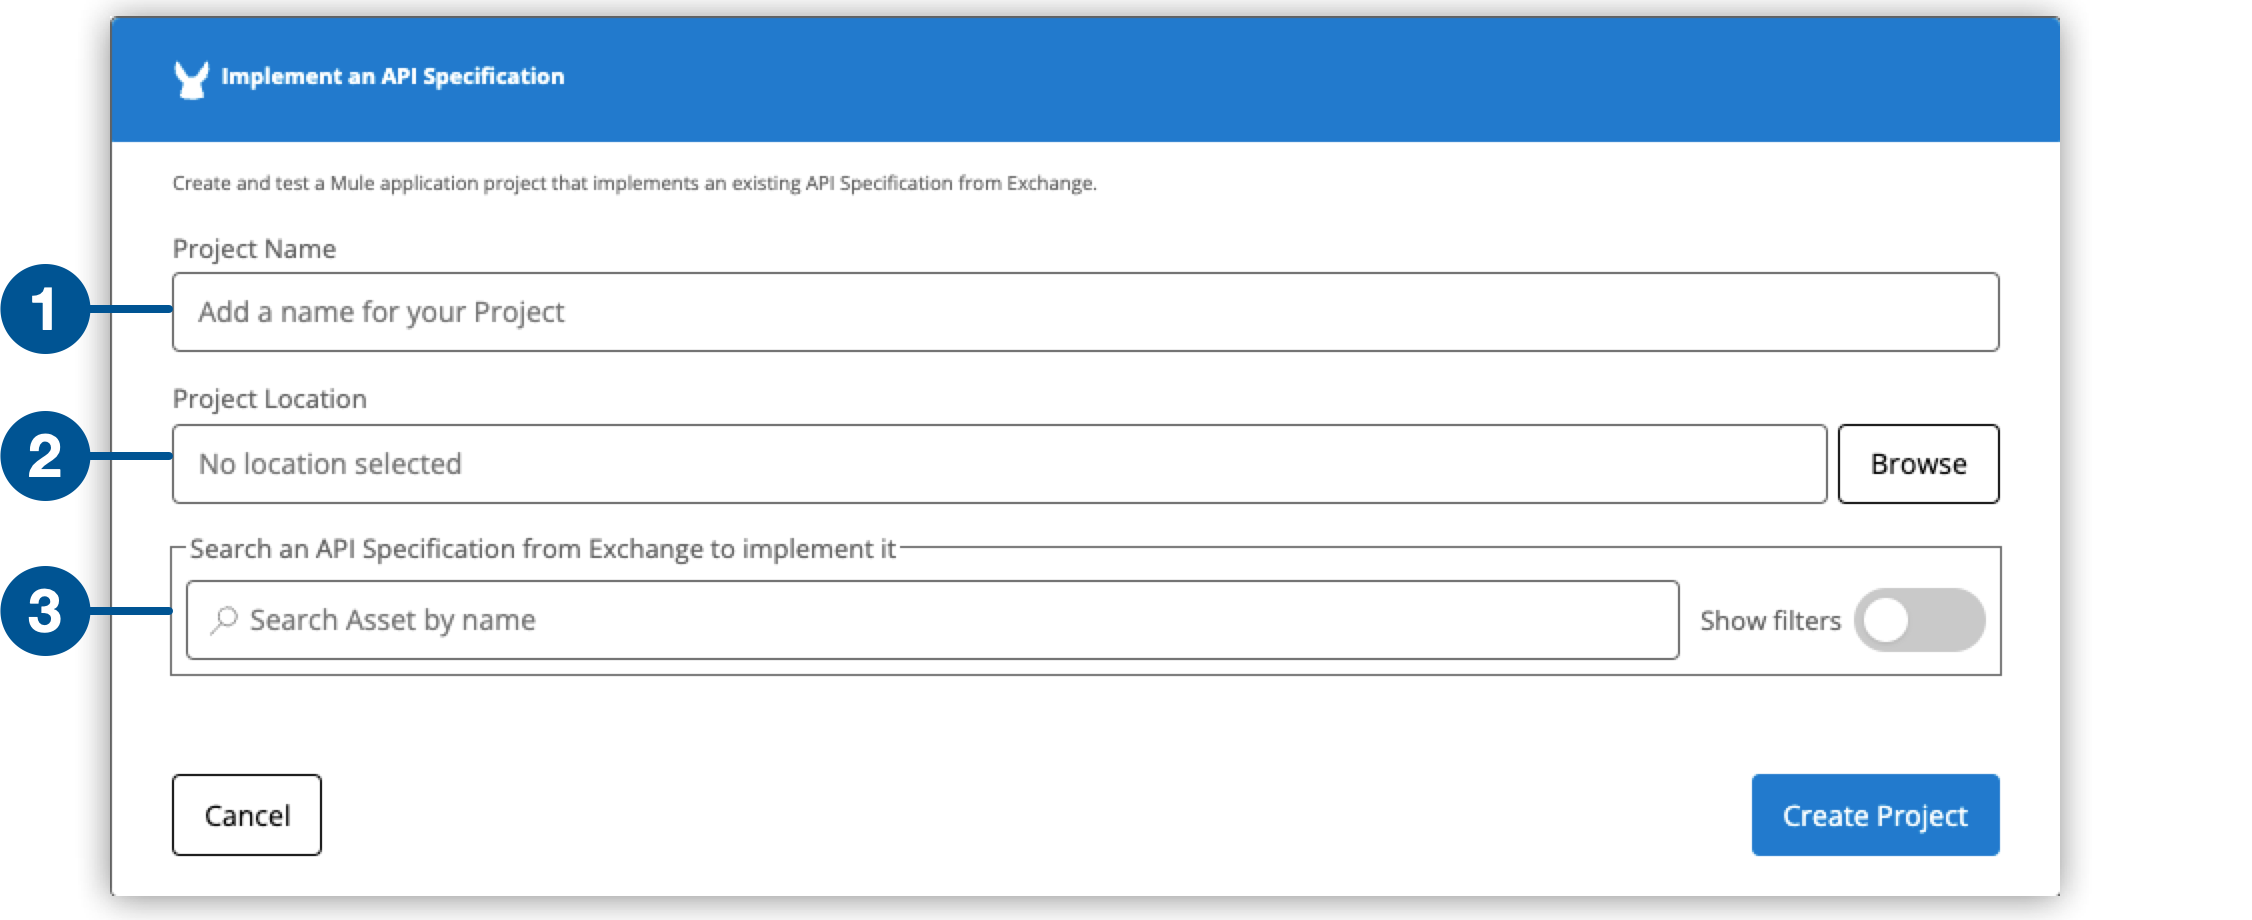 Implement an API Specification
Create and test a Mule application project that implements an existing API Specification from Exchange.
Project Name
1
Add a name for your Project
Project Location
2
No location selected
Browse
Search an API Specification from Exchange to implement it
3
Search Asset by name
Show filters
Cancel
Create Project